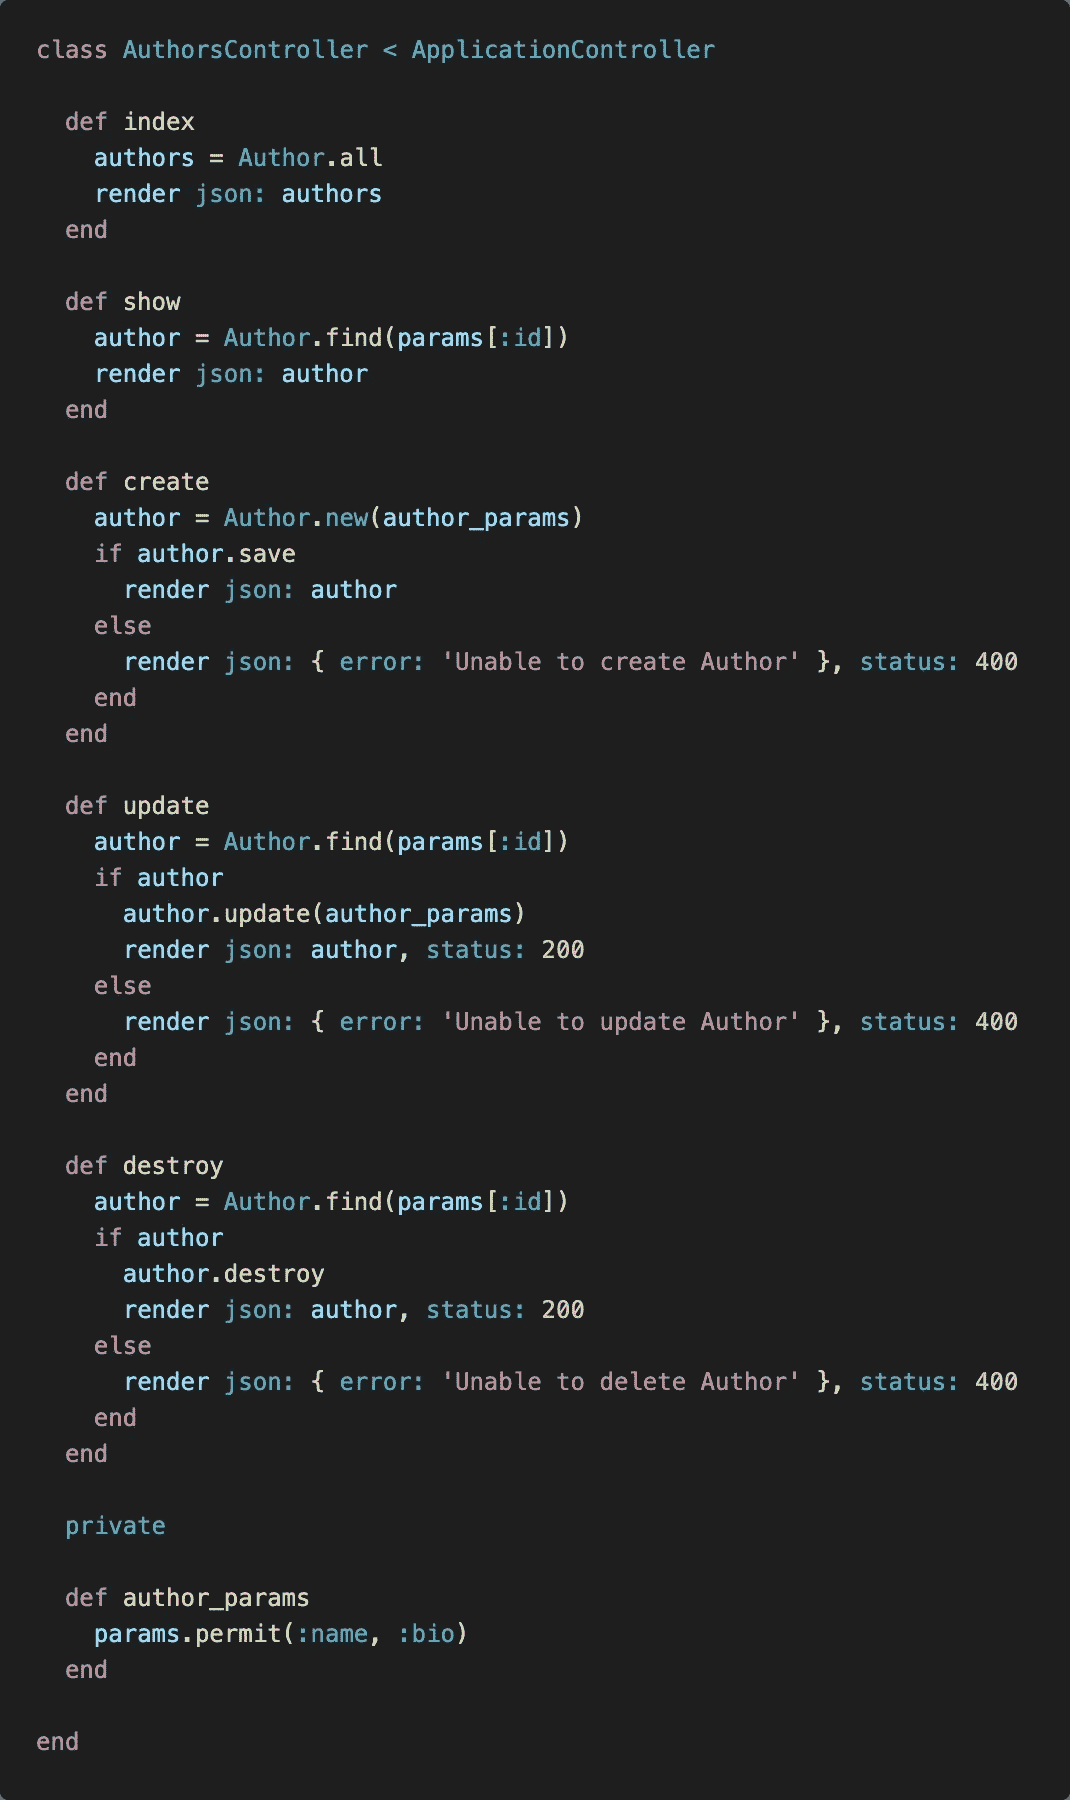 class AuthorsController < ApplicationController

  def index
    authors = Author.all
    render json: authors
  end

  def show
    author = Author.find(params[:id])
    render json: author
  end

  def create
    author = Author.new(author_params)
    if author.save
      render json: author
    else
      render json: { error: 'Unable to create Author' }, status: 400
    end
  end

  def update
    author = Author.find(params[:id])
    if author
      author.update(author_params)
      render json: author, status: 200
    else
      render json: { error: 'Unable to update Author' }, status: 400
    end
  end

  def destroy
    author = Author.find(params[:id])
    if author
      author.destroy
      render json: author, status: 200
    else
      render json: { error: 'Unable to delete Author' }, status: 400
    end
  end

  private

  def author_params
    params.permit(:name, :bio)
  end

end